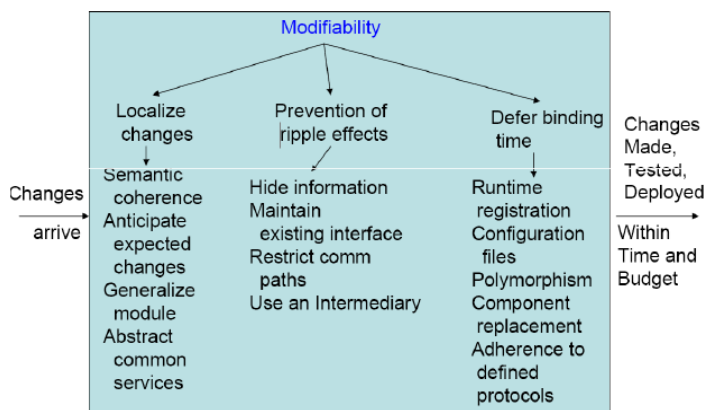 Modifiability
Localize
changes
Prevention of
ripple effects
Defer binding
time
Changes
Made,
Tested,
Deployed
Changes
arrive
Semantic
coherence
Anticipate
expected
changes
Generalize
module
Abstract
common
services
Hide information
Maintain
existing interface
Restrict comm
paths
Use an Intermediary
Runtime
registration
Configuration
files
Polymorphism
Component
replacement
Adherence to
defined
protocols
Within
Time and
Budget